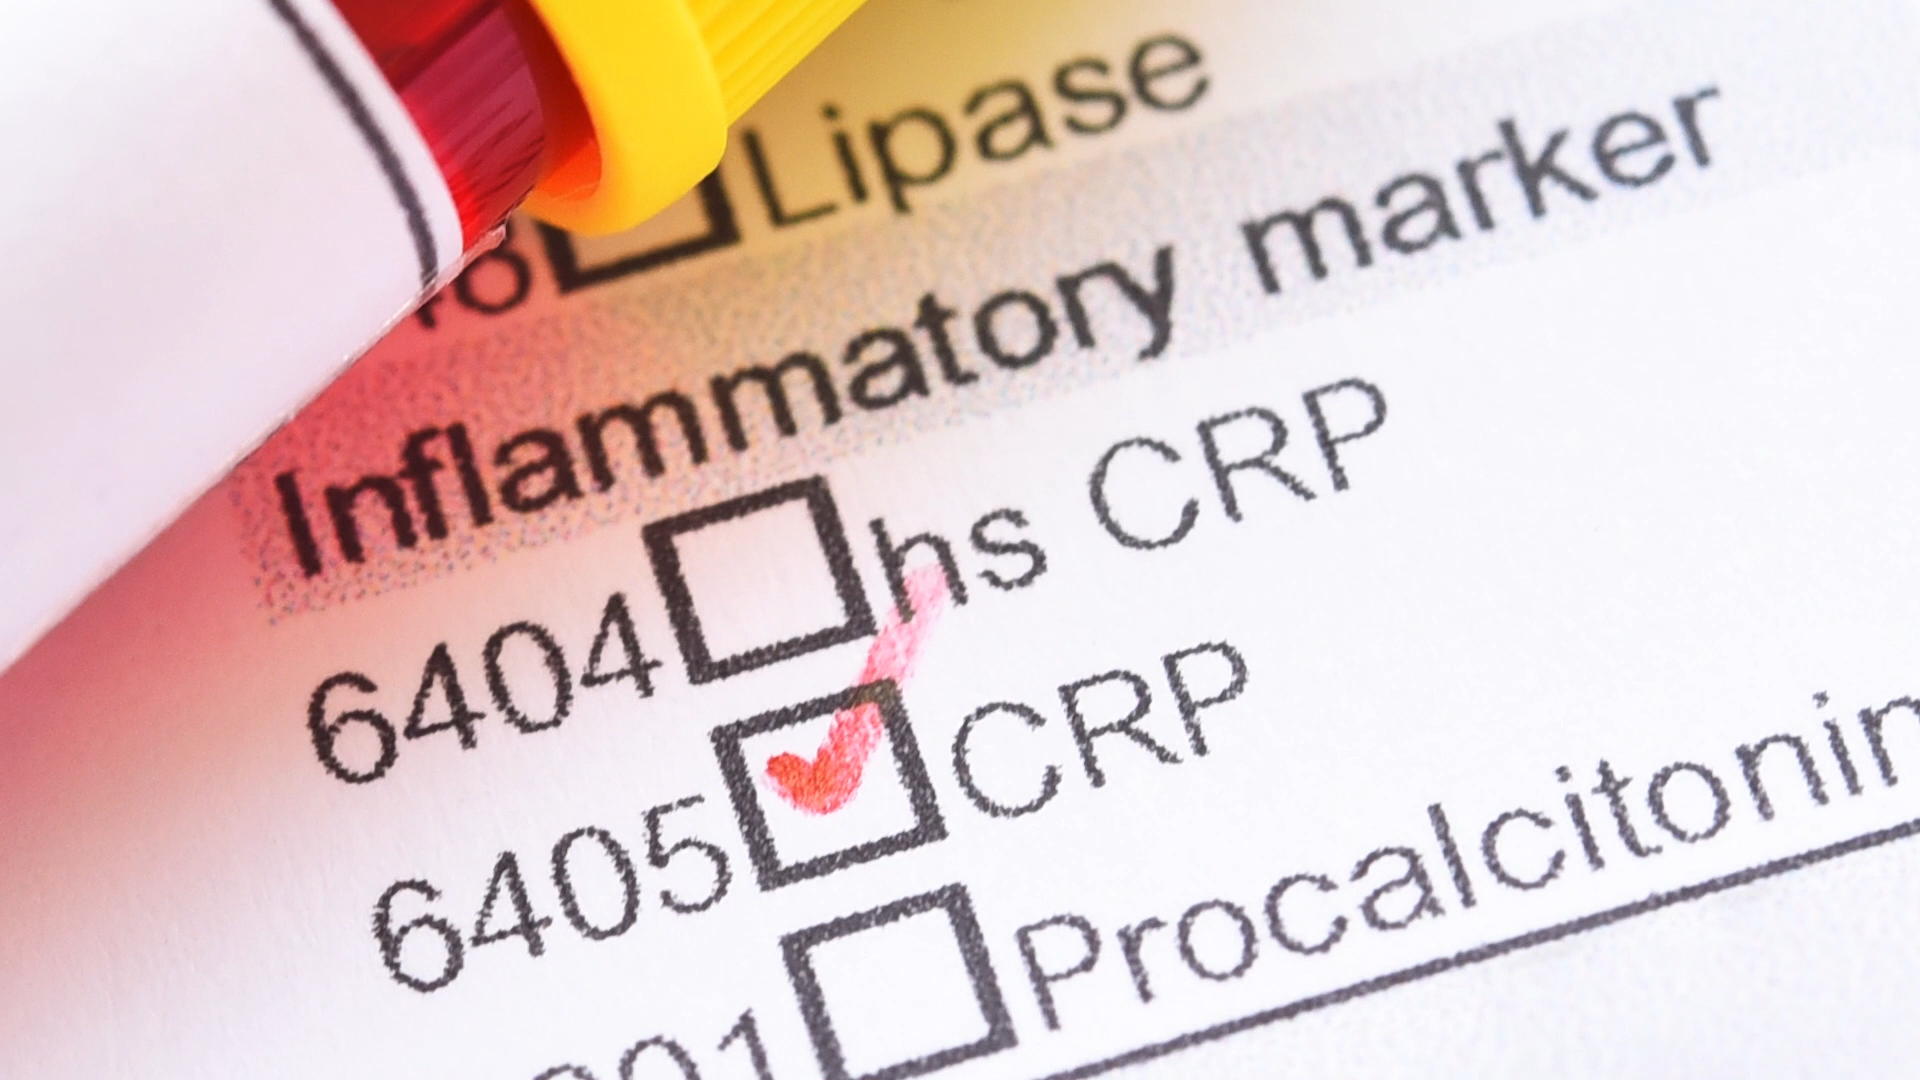 Lipase
Inflammatory marker
6404 hs CRP
6405 CRP
Procalcitonin